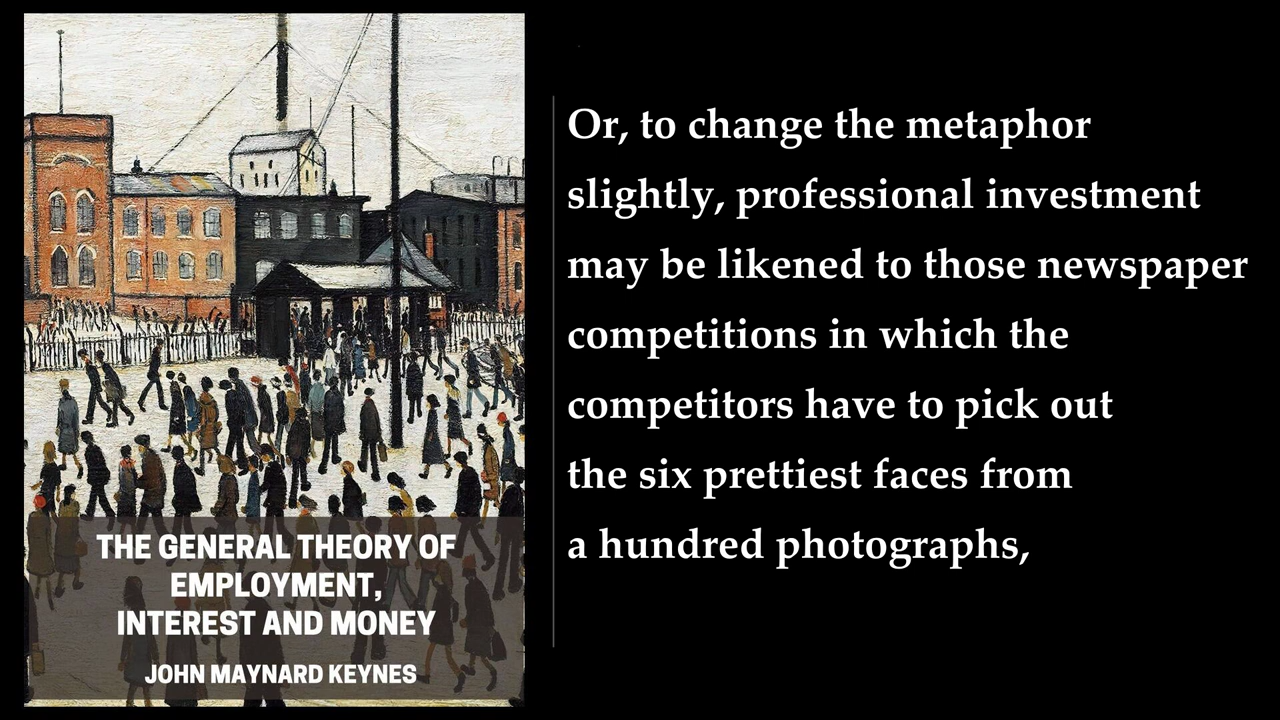 THE GENERAL THEORY OF
EMPLOYMENT,
INTEREST AND MONEY
JOHN MAYNARD KEYNES
Or, to change the metaphor
slightly, professional investment
may be likened to those newspaper
competitions in which the
competitors have to pick out
the six prettiest faces from
a hundred photographs,